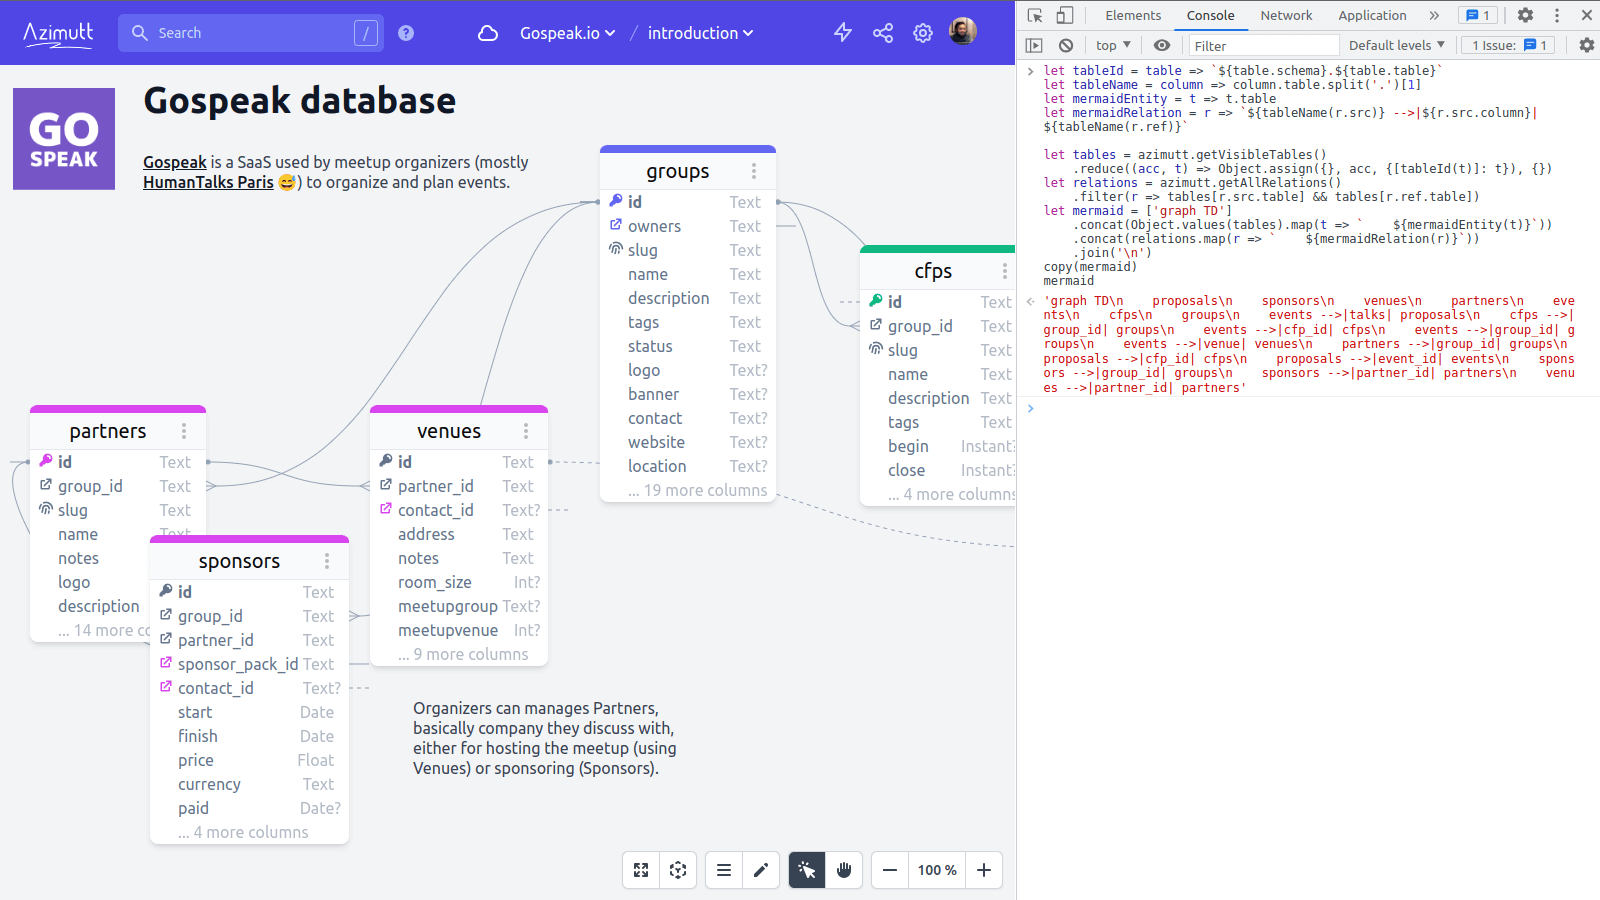 Azimutt
Search
/
?
Gospeak.io
/
introduction
GO
SPEAK
Gospeak database
Gospeak is a SaaS used by meetup organizers (mostly
HumanTalks Paris 😅) to organize and plan events.
groups
id Text
owners Text
slug Text
name Text
description Text
tags Text
status Text
logo Text?
banner Text?
contact Text?
website Text?
location Text?
... 19 more columns
cfps
id Text
group_id Text
slug Text
name Text
description Text
tags Text
begin Instant?
close Instant?
... 4 more columns
partners
id Text
group_id Text
slug Text
name Text
notes
logo
description
... 14 more co
venues
id Text
partner_id Text
contact_id Text?
address Text
notes Text
room_size Int?
meetupgroup Text?
meetupvenue Int?
... 9 more columns
sponsors
id Text
group_id Text
partner_id Text
sponsor_pack_id Text
contact_id Text?
start Date
finish Date
price Float
currency Text
paid Date?
... 4 more columns
Organizers can manages Partners,
basically company they discuss with,
either for hosting the meetup (using
Venues) or sponsoring (Sponsors).
100 %
Elements Console Network Application » 1
top Filter Default levels 1 Issue: 1
let tableId = table => `${table.schema}.${table.table}`
let tableName = column => column.table.split('.')[1]
let mermaidEntity = t => t.table
let mermaidRelation = r => `${tableName(r.src)} -->|${r.src.column}|
${tableName(r.ref)}`
let tables = azimutt.getVisibleTables()
.reduce((acc, t) => Object.assign({}, acc, {[tableId(t)]: t}), {})
let relations = azimutt.getAllRelations()
.filter(r => tables[r.src.table] && tables[r.ref.table])
let mermaid = ['graph TD']
.concat(Object.values(tables).map(t => `    ${mermaidEntity(t)}`))
.concat(relations.map(r => `    ${mermaidRelation(r)}`))
.join('\n')
copy(mermaid)
mermaid
'graph TD\n    proposals\n    sponsors\n    venues\n    partners\n    eve
nts\n    cfps\n    groups\n    events -->|talks| proposals\n    cfps -->|
group_id| groups\n    events -->|cfp_id| cfps\n    events -->|group_id| g
roups\n    events -->|venue| venues\n    partners -->|group_id| groups\n
proposals -->|cfp_id| cfps\n    proposals -->|event_id| events\n    spons
ors -->|group_id| groups\n    sponsors -->|partner_id| partners\n    venu
es -->|partner_id| partners'